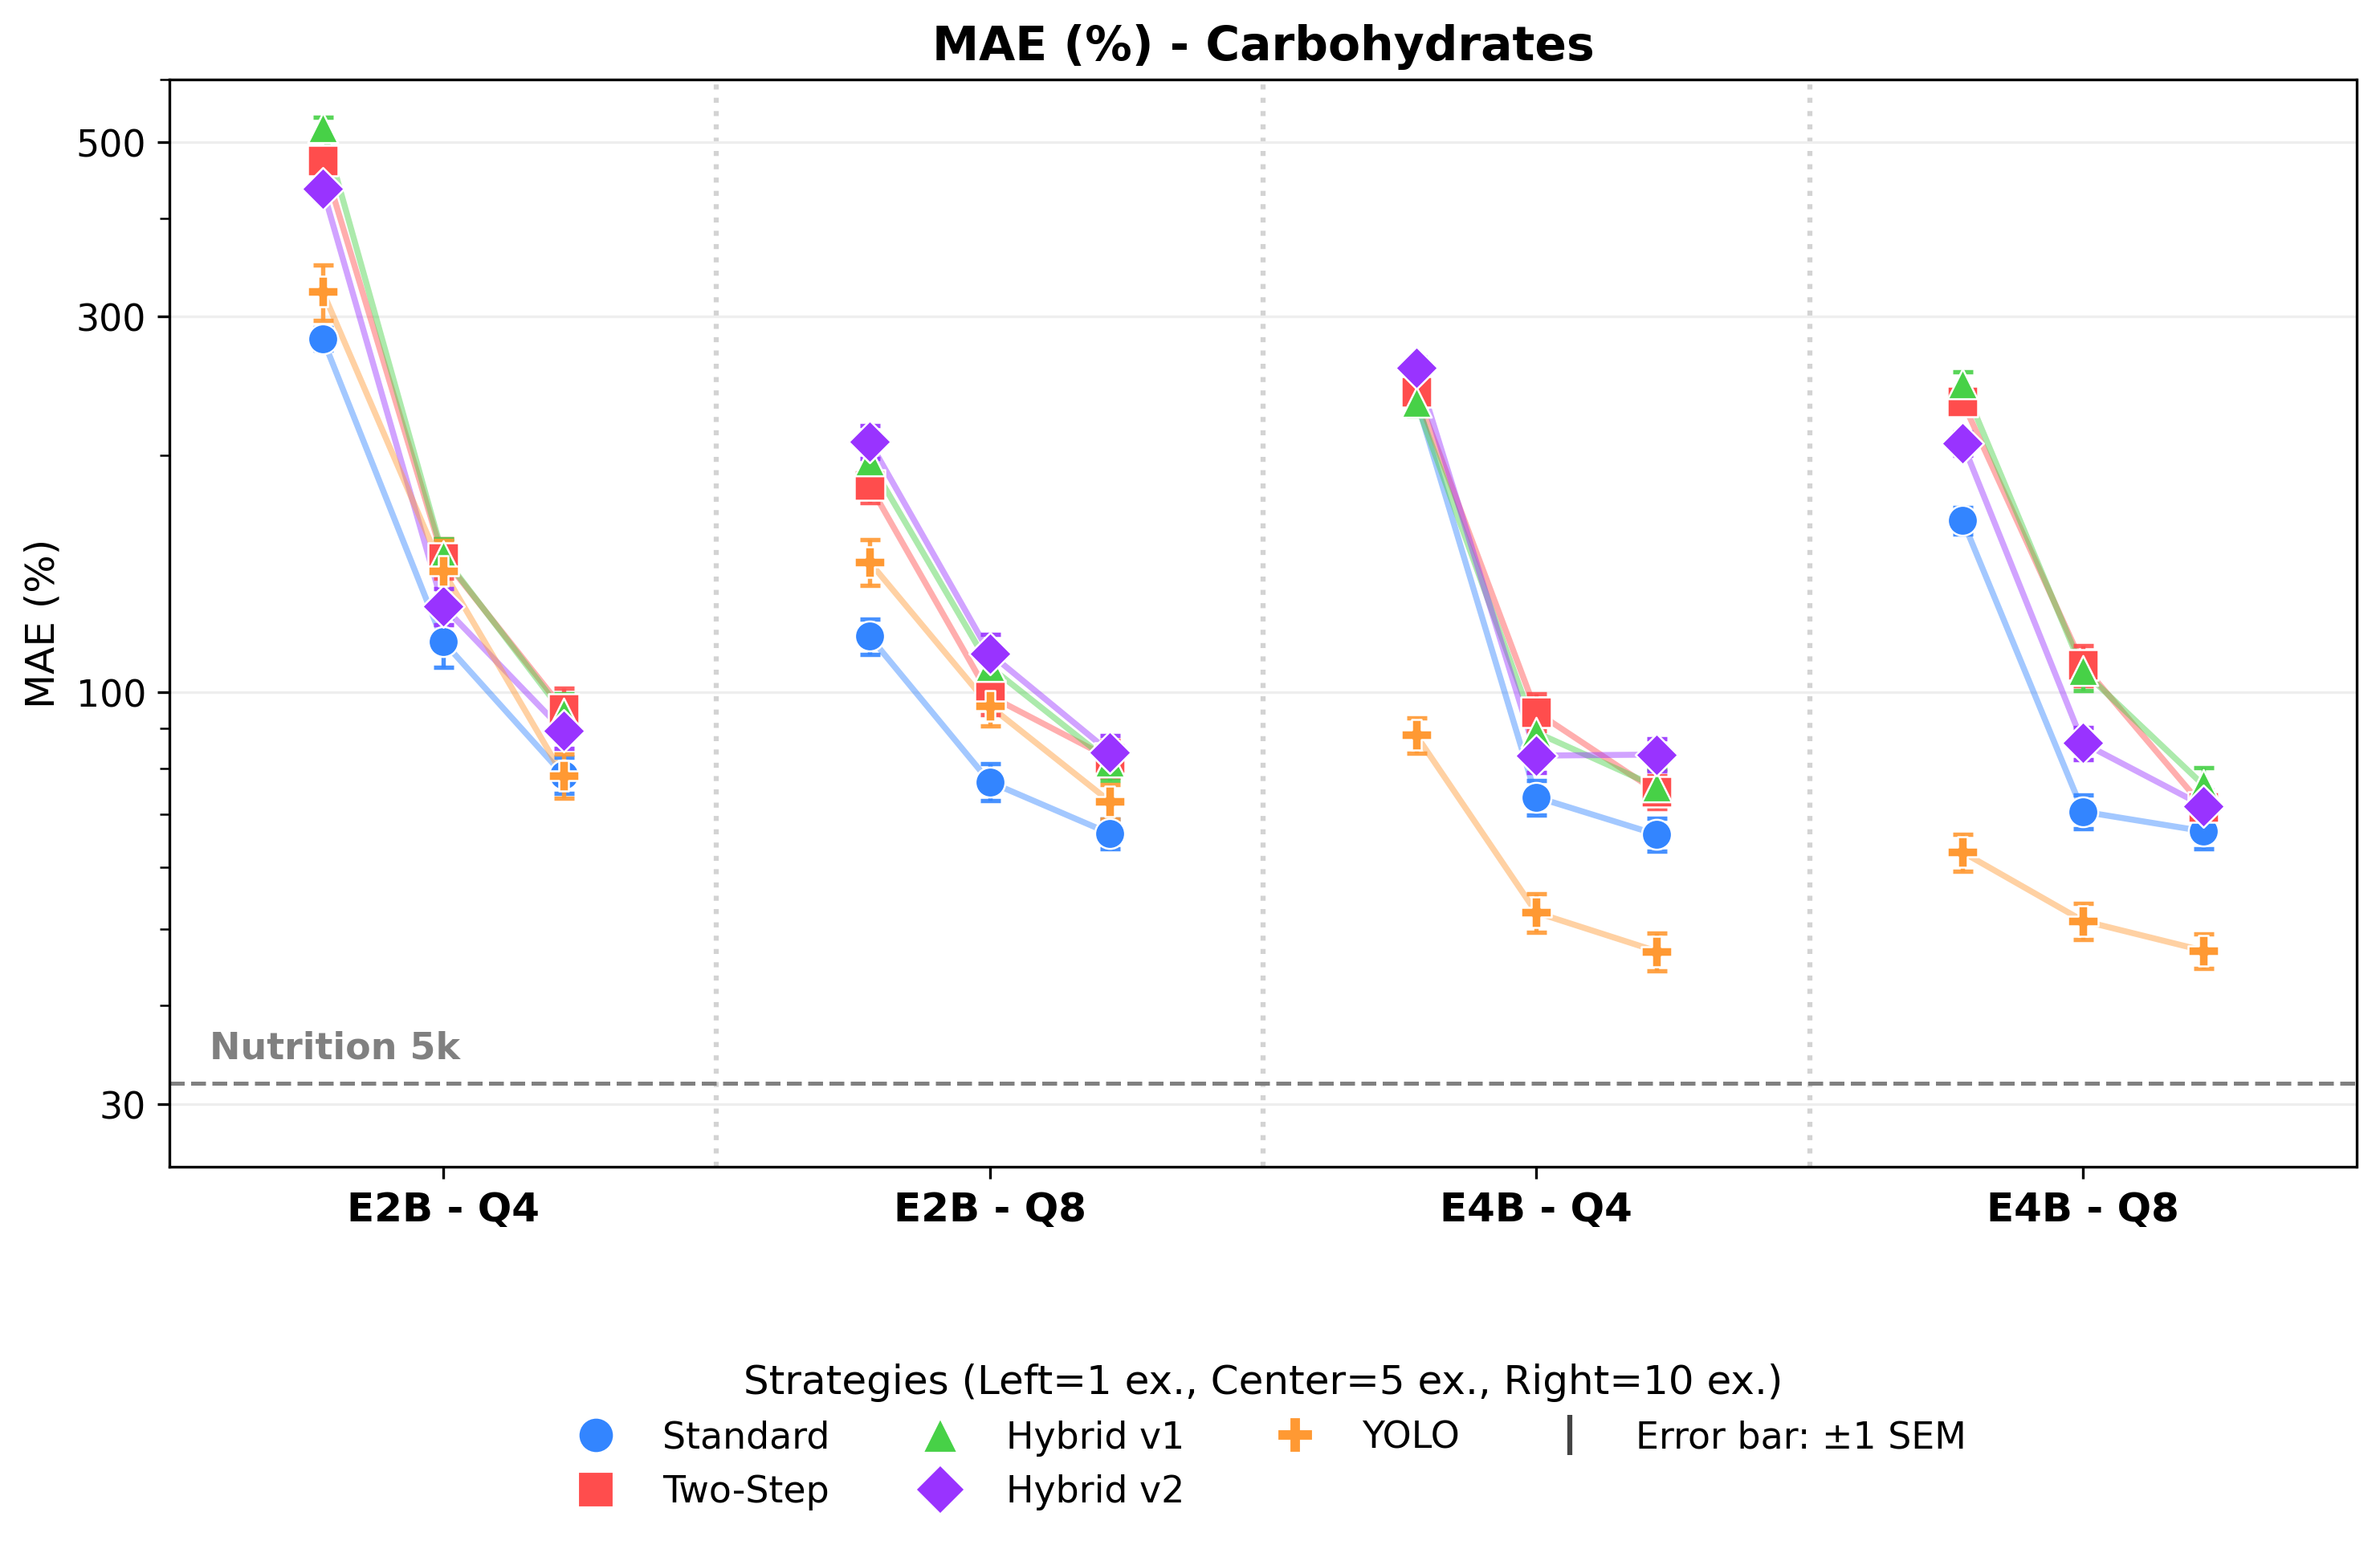 MAE (%) - Carbohydrates
MAE (%)
500
300
100
30
Nutrition 5k
E2B - Q4
E2B - Q8
E4B - Q4
E4B - Q8
Strategies (Left=1 ex., Center=5 ex., Right=10 ex.)
Standard
Two-Step
Hybrid v1
Hybrid v2
YOLO
Error bar: ±1 SEM